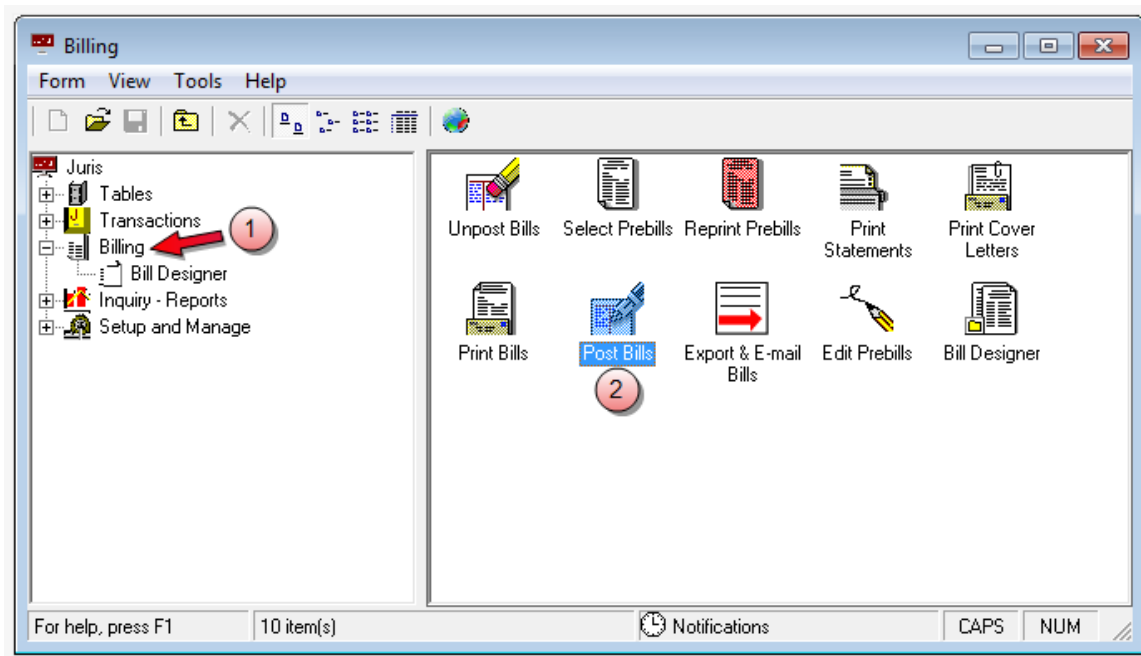 Billing
Form View Tools Help
Juris
Tables
Transactions
1
Billing
Bill Designer
Inquiry - Reports
Setup and Manage
Unpost Bills Select Prebills Reprint Prebills Print Print Cover
Statements Letters
Print Bills Post Bills Export & E-mail Edit Prebills Bill Designer
Bills
2
For help, press F1 10 item(s) Notifications CAPS NUM